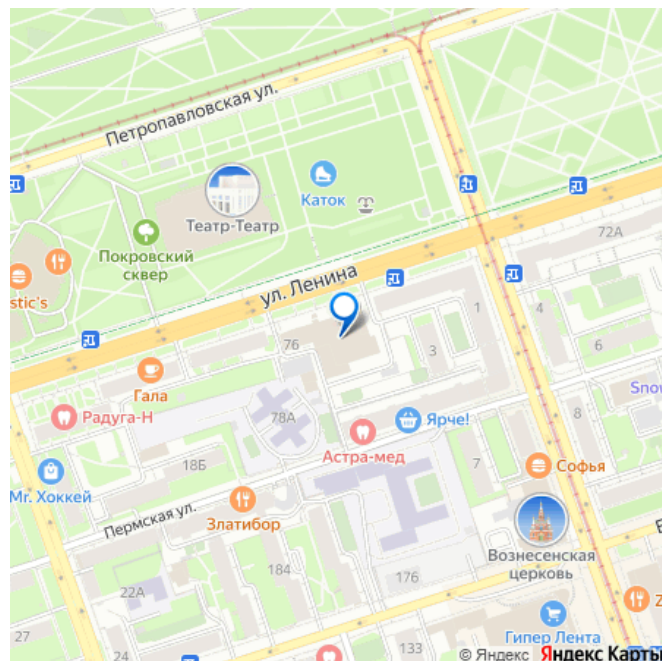 Петропавловская ул.
Каток
Театр-Театр
Покровский
сквер
72А
ул. Ленина
stic's
1
4
6
76
3
Гала
Snow
Радуга-Н
78А
Ярче!
8
Астра-мед
18Б
7
Софья
Mr. Хоккей
Златибор
Пермская ул.
Вознесенская
церковь
184
176
22А
Гипер Лента
24
27
133
© Яндекс Яндекс Карты